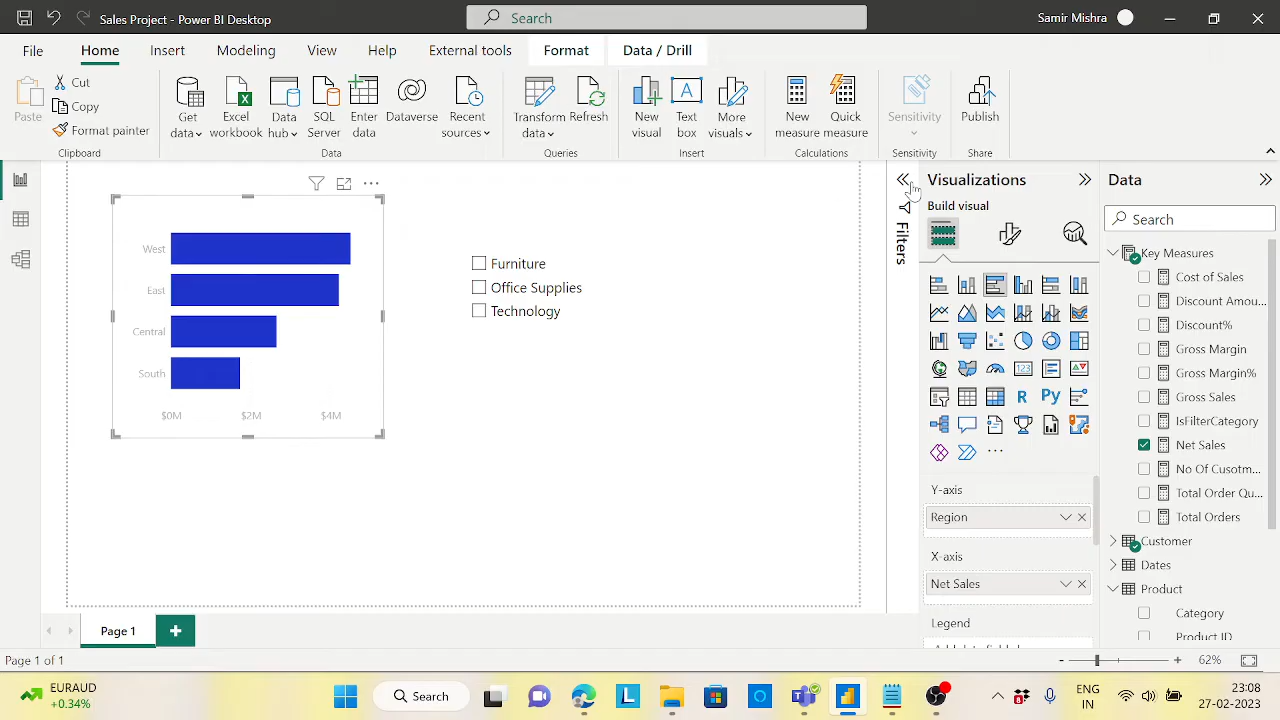 Sales Project - Power BI Desktop
Search
Samir Mishra
File
Home
Insert
Modeling
View
Help
External tools
Format
Data / Drill
Paste
Cut
Copy
Format painter
Clipboard
Get data
Excel workbook
Data hub
SQL Server
Enter data
Dataverse
Recent sources
Data
Transform data
Refresh
Queries
New visual
Text box
More visuals
Insert
New measure
Quick measure
Calculations
Sensitivity
Sensitivity
Publish
Share
West
East
Central
South
$0M
$2M
$4M
Furniture
Office Supplies
Technology
Filters
Visualizations
Build visual
Y-axis
Region
X-axis
Net Sales
Legend
Data
Search
Key Measures
Cost of Sales
Discount Amou...
Discount%
Gross Margin
Gross Margin%
Gross Sales
IsFilterCategory
Net Sales
No Of Cusotm...
Total Order Qu...
Total Orders
Customer
Dates
Product
Category
Product ID
Page 1
Page 1 of 1
62%
EURAUD
+0.34%
Search
ENG
IN
23:08
27-02-2023